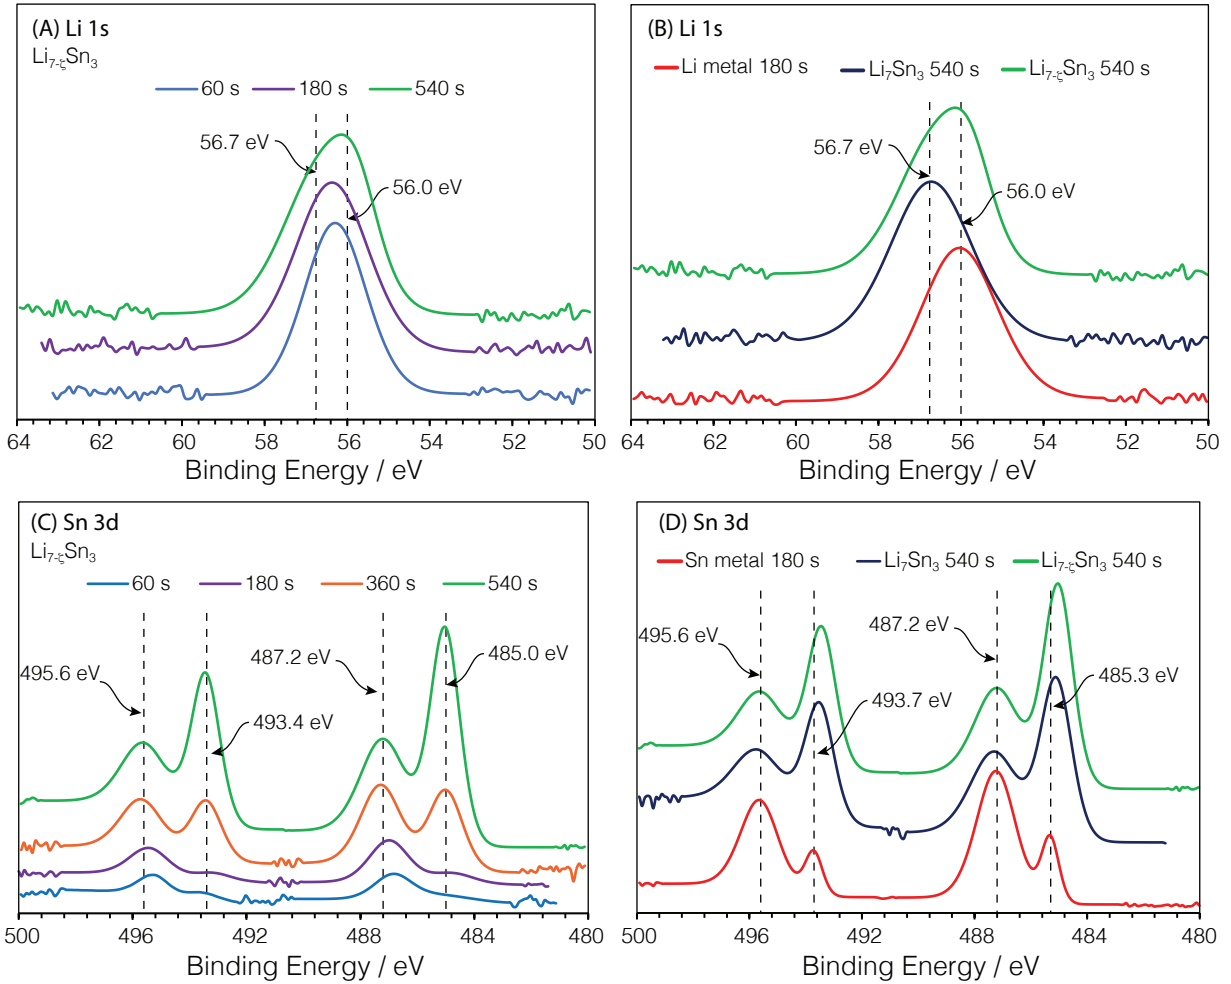 (A) Li 1s
Li₇₋ζSn₃
60 s 180 s 540 s
56.7 eV
56.0 eV
64 62 60 58 56 54 52 50
Binding Energy / eV
(B) Li 1s
Li metal 180 s Li₇Sn₃ 540 s Li₇₋ζSn₃ 540 s
56.7 eV
56.0 eV
64 62 60 58 56 54 52 50
Binding Energy / eV
(C) Sn 3d
Li₇₋ζSn₃
60 s 180 s 360 s 540 s
495.6 eV
493.4 eV
487.2 eV
485.0 eV
500 496 492 488 484 480
Binding Energy / eV
(D) Sn 3d
Sn metal 180 s Li₇Sn₃ 540 s Li₇₋ζSn₃ 540 s
495.6 eV
493.7 eV
487.2 eV
485.3 eV
500 496 492 488 484 480
Binding Energy / eV